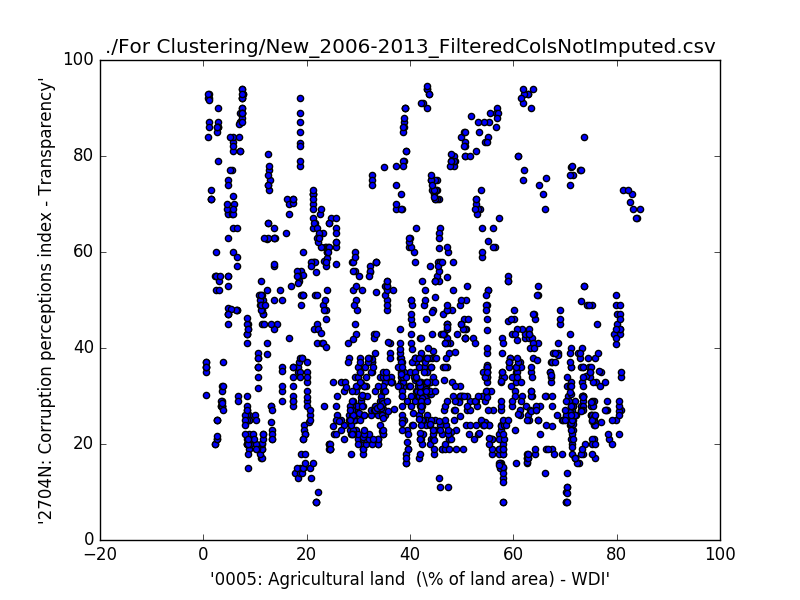 ./For Clustering/New_2006-2013_FilteredColsNotImputed.csv
100
80
60
40
20
0
'2704N: Corruption perceptions index - Transparency'
−20 0 20 40 60 80 100
'0005: Agricultural land (\% of land area) - WDI'